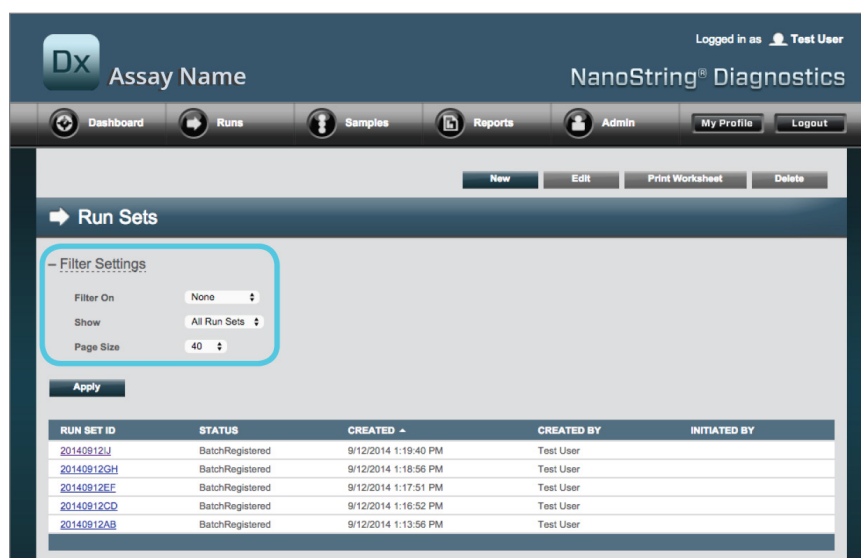 Logged in as Test User
Dx Assay Name
NanoString® Diagnostics
Dashboard Runs Samples Reports Admin My Profile Logout
New Edit Print Worksheet Delete
Run Sets
– Filter Settings
Filter On None
Show All Run Sets
Page Size 40
Apply
RUN SET ID STATUS CREATED CREATED BY INITIATED BY
20140912IJ BatchRegistered 9/12/2014 1:19:40 PM Test User
20140912GH BatchRegistered 9/12/2014 1:18:56 PM Test User
20140912EF BatchRegistered 9/12/2014 1:17:51 PM Test User
20140912CD BatchRegistered 9/12/2014 1:16:52 PM Test User
20140912AB BatchRegistered 9/12/2014 1:13:56 PM Test User